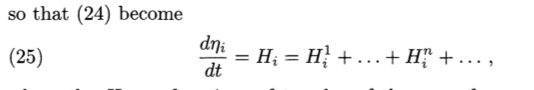 so that (24) become
(25) dη_i/dt = H_i = H_i^1 + ... + H_i^n + ... ,